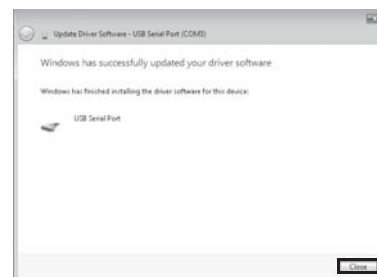 Update Driver Software - USB Serial Port (COM3)
Windows has successfully updated your driver software
Windows has finished installing the driver software for this device:
USB Serial Port
Close